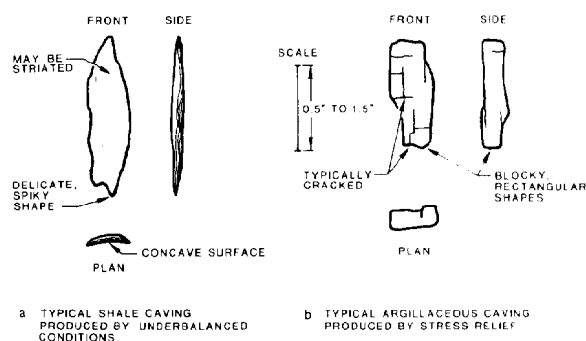 FRONT
SIDE
MAY BE
STRIATED
DELICATE,
SPIKY
SHAPE
CONCAVE SURFACE
PLAN
a TYPICAL SHALE CAVING
PRODUCED BY UNDERBALANCED
CONDITIONS
FRONT
SIDE
SCALE
0.5" TO 1.5"
TYPICALLY
CRACKED
BLOCKY,
RECTANGULAR
SHAPES
PLAN
b TYPICAL ARGILLACEOUS CAVING
PRODUCED BY STRESS RELIEF